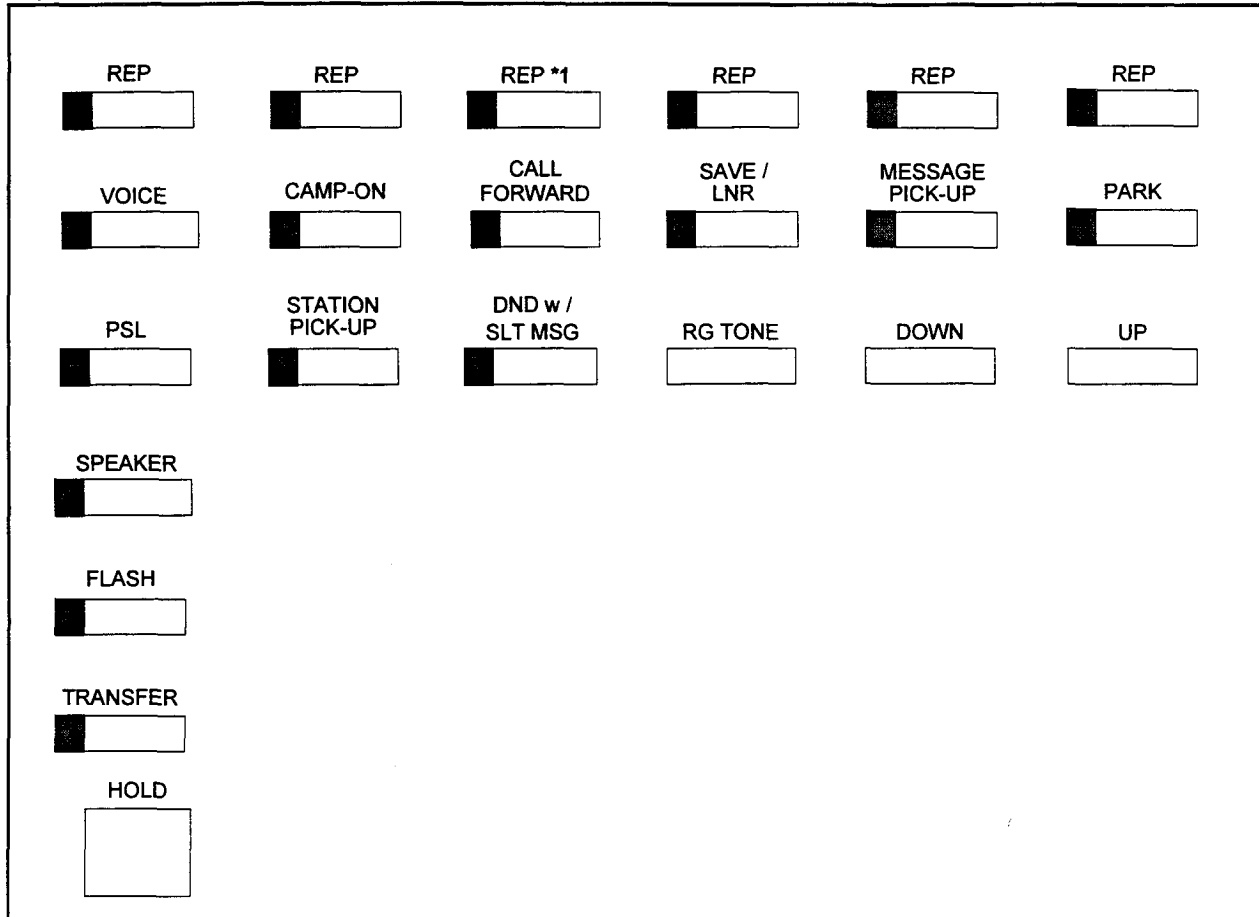 REP REP REP *1 REP REP REP
VOICE CAMP-ON CALL FORWARD SAVE / LNR MESSAGE PICK-UP PARK
PSL STATION PICK-UP DND w / SLT MSG RG TONE DOWN UP
SPEAKER
FLASH
TRANSFER
HOLD